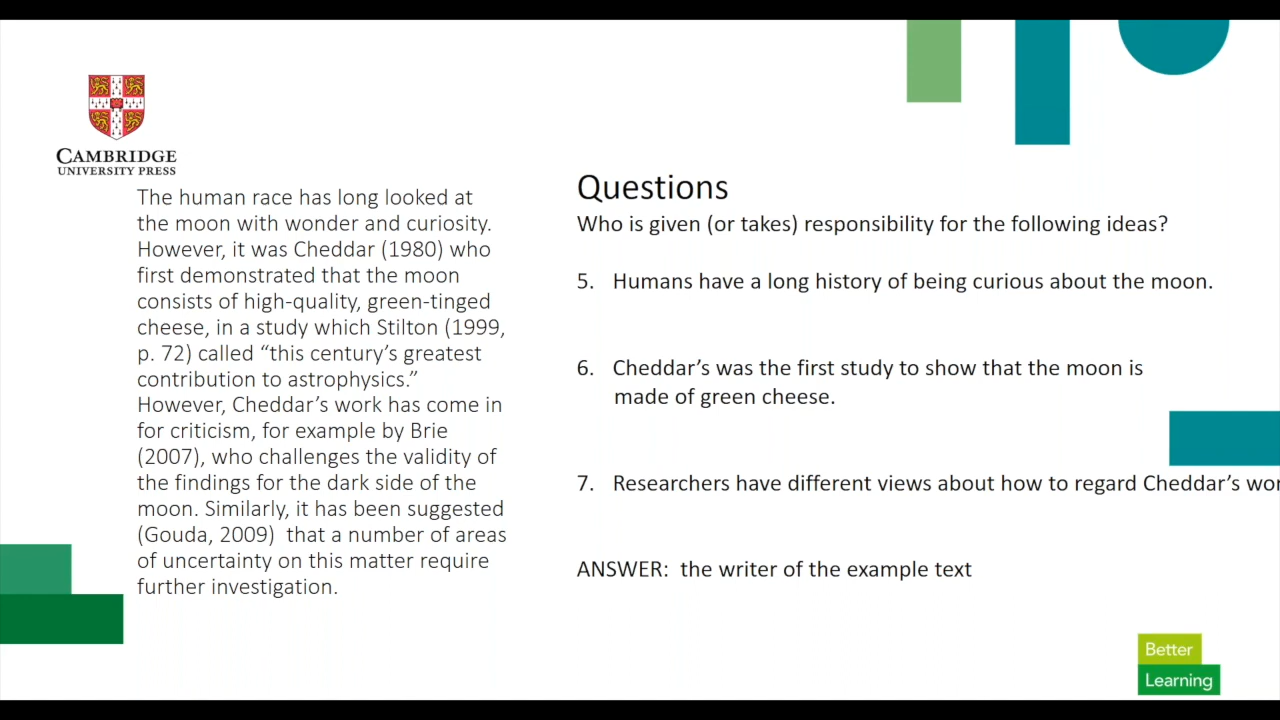 CAMBRIDGE
UNIVERSITY PRESS
The human race has long looked at
the moon with wonder and curiosity.
However, it was Cheddar (1980) who
first demonstrated that the moon
consists of high-quality, green-tinged
cheese, in a study which Stilton (1999,
p. 72) called “this century’s greatest
contribution to astrophysics.”
However, Cheddar’s work has come in
for criticism, for example by Brie
(2007), who challenges the validity of
the findings for the dark side of the
moon. Similarly, it has been suggested
(Gouda, 2009) that a number of areas
of uncertainty on this matter require
further investigation.
Questions
Who is given (or takes) responsibility for the following ideas?
5. Humans have a long history of being curious about the moon.
6. Cheddar’s was the first study to show that the moon is
made of green cheese.
7. Researchers have different views about how to regard Cheddar’s wor
ANSWER: the writer of the example text
Better
Learning